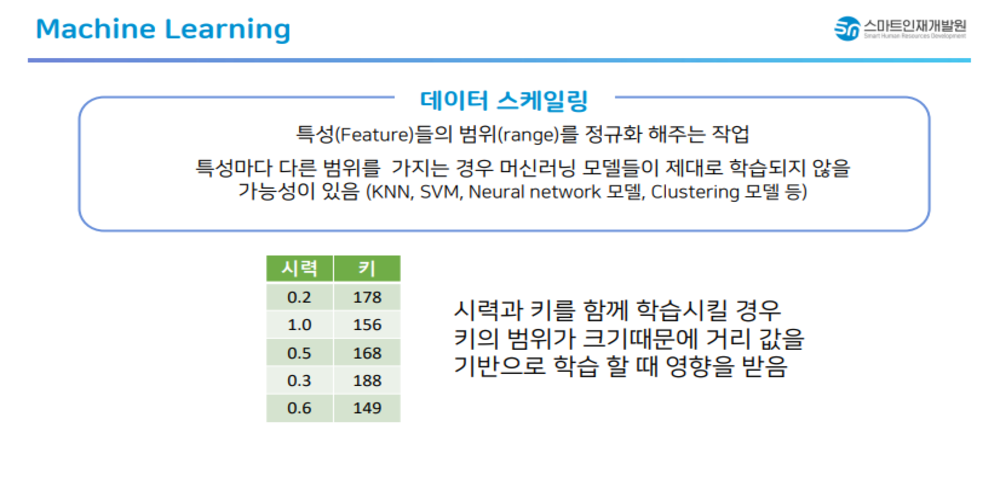 Machine Learning
스마트인재개발원
Smart Human Resources Development
데이터 스케일링
특성(Feature)들의 범위(range)를 정규화 해주는 작업
특성마다 다른 범위를 가지는 경우 머신러닝 모델들이 제대로 학습되지 않을
가능성이 있음 (KNN, SVM, Neural network 모델, Clustering 모델 등)
시력 키
0.2 178
1.0 156
0.5 168
0.3 188
0.6 149
시력과 키를 함께 학습시킬 경우
키의 범위가 크기때문에 거리 값을
기반으로 학습 할 때 영향을 받음